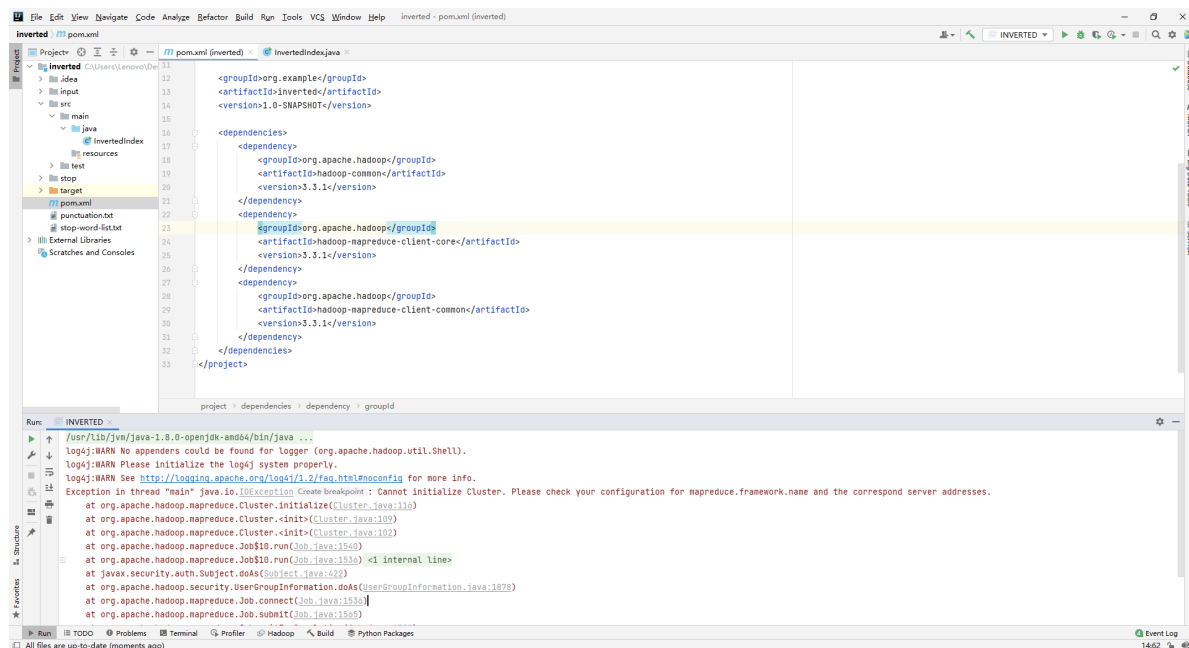 File Edit View Navigate Code Analyze Refactor Build Run Tools VCS Window Help inverted - pom.xml (inverted)
inverted pom.xml
INVERTED
Project
pom.xml (inverted)
InvertedIndex.java
inverted C:\Users\Lenovo\De
.idea
input
src
main
java
InvertedIndex
resources
test
stop
target
pom.xml
punctuation.txt
stop-word-list.txt
External Libraries
Scratches and Consoles
11
12 <groupId>org.example</groupId>
13 <artifactId>inverted</artifactId>
14 <version>1.0-SNAPSHOT</version>
15
16 <dependencies>
17 <dependency>
18 <groupId>org.apache.hadoop</groupId>
19 <artifactId>hadoop-common</artifactId>
20 <version>3.3.1</version>
21 </dependency>
22 <dependency>
23 <groupId>org.apache.hadoop</groupId>
24 <artifactId>hadoop-mapreduce-client-core</artifactId>
25 <version>3.3.1</version>
26 </dependency>
27 <dependency>
28 <groupId>org.apache.hadoop</groupId>
29 <artifactId>hadoop-mapreduce-client-common</artifactId>
30 <version>3.3.1</version>
31 </dependency>
32 </dependencies>
33 </project>
project › dependencies › dependency › groupId
Run: INVERTED
/usr/lib/jvm/java-1.8.0-openjdk-amd64/bin/java ...
log4j:WARN No appenders could be found for logger (org.apache.hadoop.util.Shell).
log4j:WARN Please initialize the log4j system properly.
log4j:WARN See http://logging.apache.org/log4j/1.2/faq.html#noconfig for more info.
Exception in thread "main" java.io.IOException Create breakpoint : Cannot initialize Cluster. Please check your configuration for mapreduce.framework.name and the correspond server addresses.
at org.apache.hadoop.mapreduce.Cluster.initialize(Cluster.java:116)
at org.apache.hadoop.mapreduce.Cluster.<init>(Cluster.java:109)
at org.apache.hadoop.mapreduce.Cluster.<init>(Cluster.java:102)
at org.apache.hadoop.mapreduce.Job$10.run(Job.java:1540)
at org.apache.hadoop.mapreduce.Job$10.run(Job.java:1536) <1 internal line>
at javax.security.auth.Subject.doAs(Subject.java:422)
at org.apache.hadoop.security.UserGroupInformation.doAs(UserGroupInformation.java:1878)
at org.apache.hadoop.mapreduce.Job.connect(Job.java:1536)
at org.apache.hadoop.mapreduce.Job.submit(Job.java:1565)
Structure
Favorites
Run TODO Problems Terminal Profiler Hadoop Build Python Packages Event Log
All files are up-to-date (moments ago) 14:62